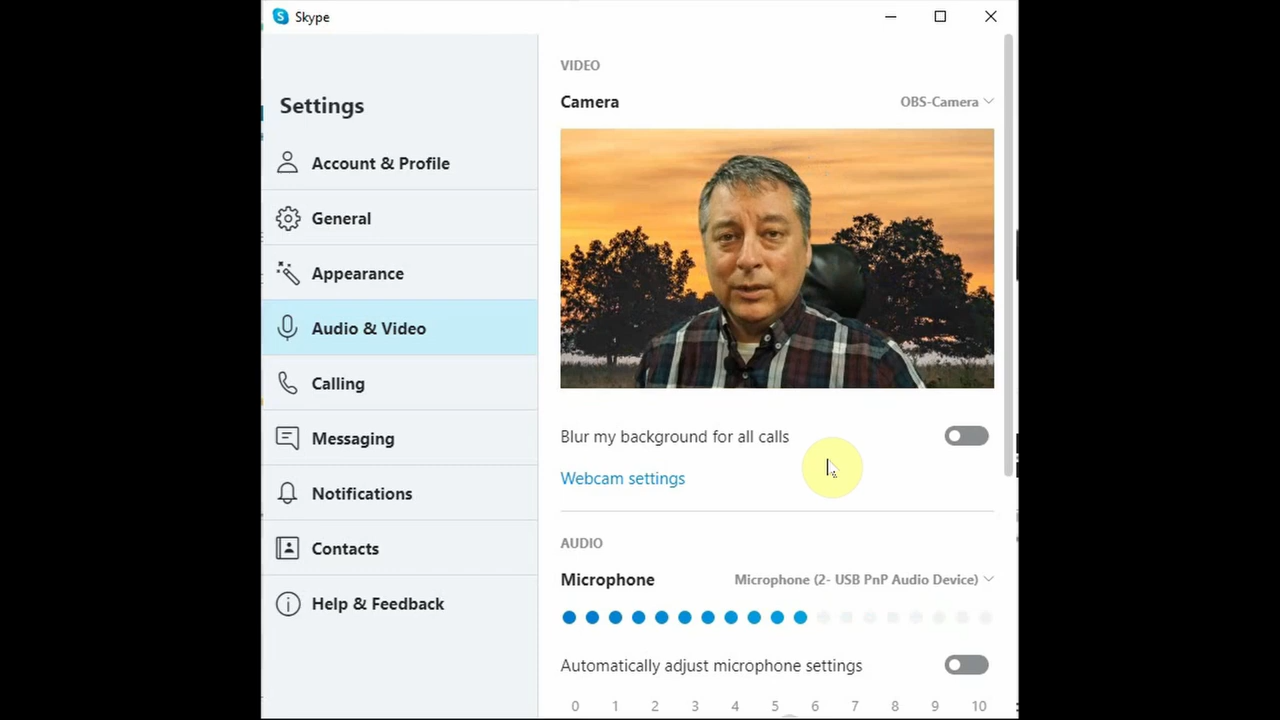 Skype
Settings
Account & Profile
General
Appearance
Audio & Video
Calling
Messaging
Notifications
Contacts
Help & Feedback
VIDEO
Camera OBS-Camera
Blur my background for all calls
Webcam settings
AUDIO
Microphone Microphone (2- USB PnP Audio Device)
Automatically adjust microphone settings
0 1 2 3 4 5 6 7 8 9 10